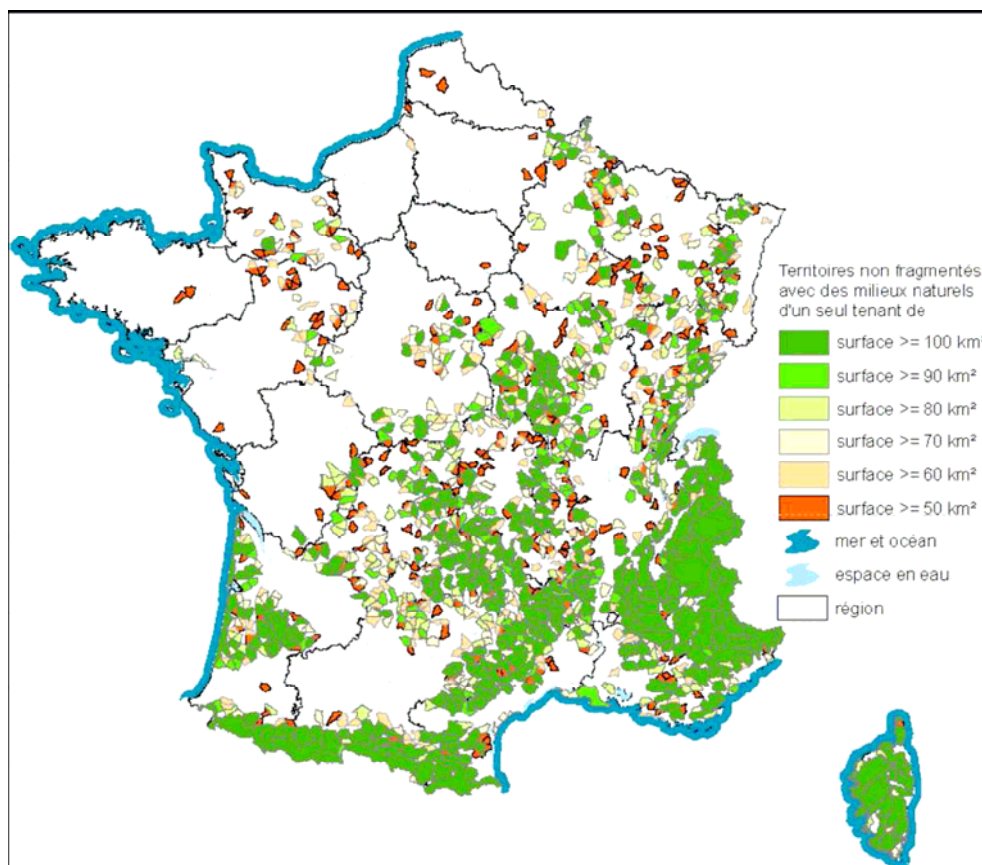 Territoires non fragmentés
avec des milieux naturels
d'un seul tenant de
surface >= 100 km²
surface >= 90 km²
surface >= 80 km²
surface >= 70 km²
surface >= 60 km²
surface >= 50 km²
mer et océan
espace en eau
région